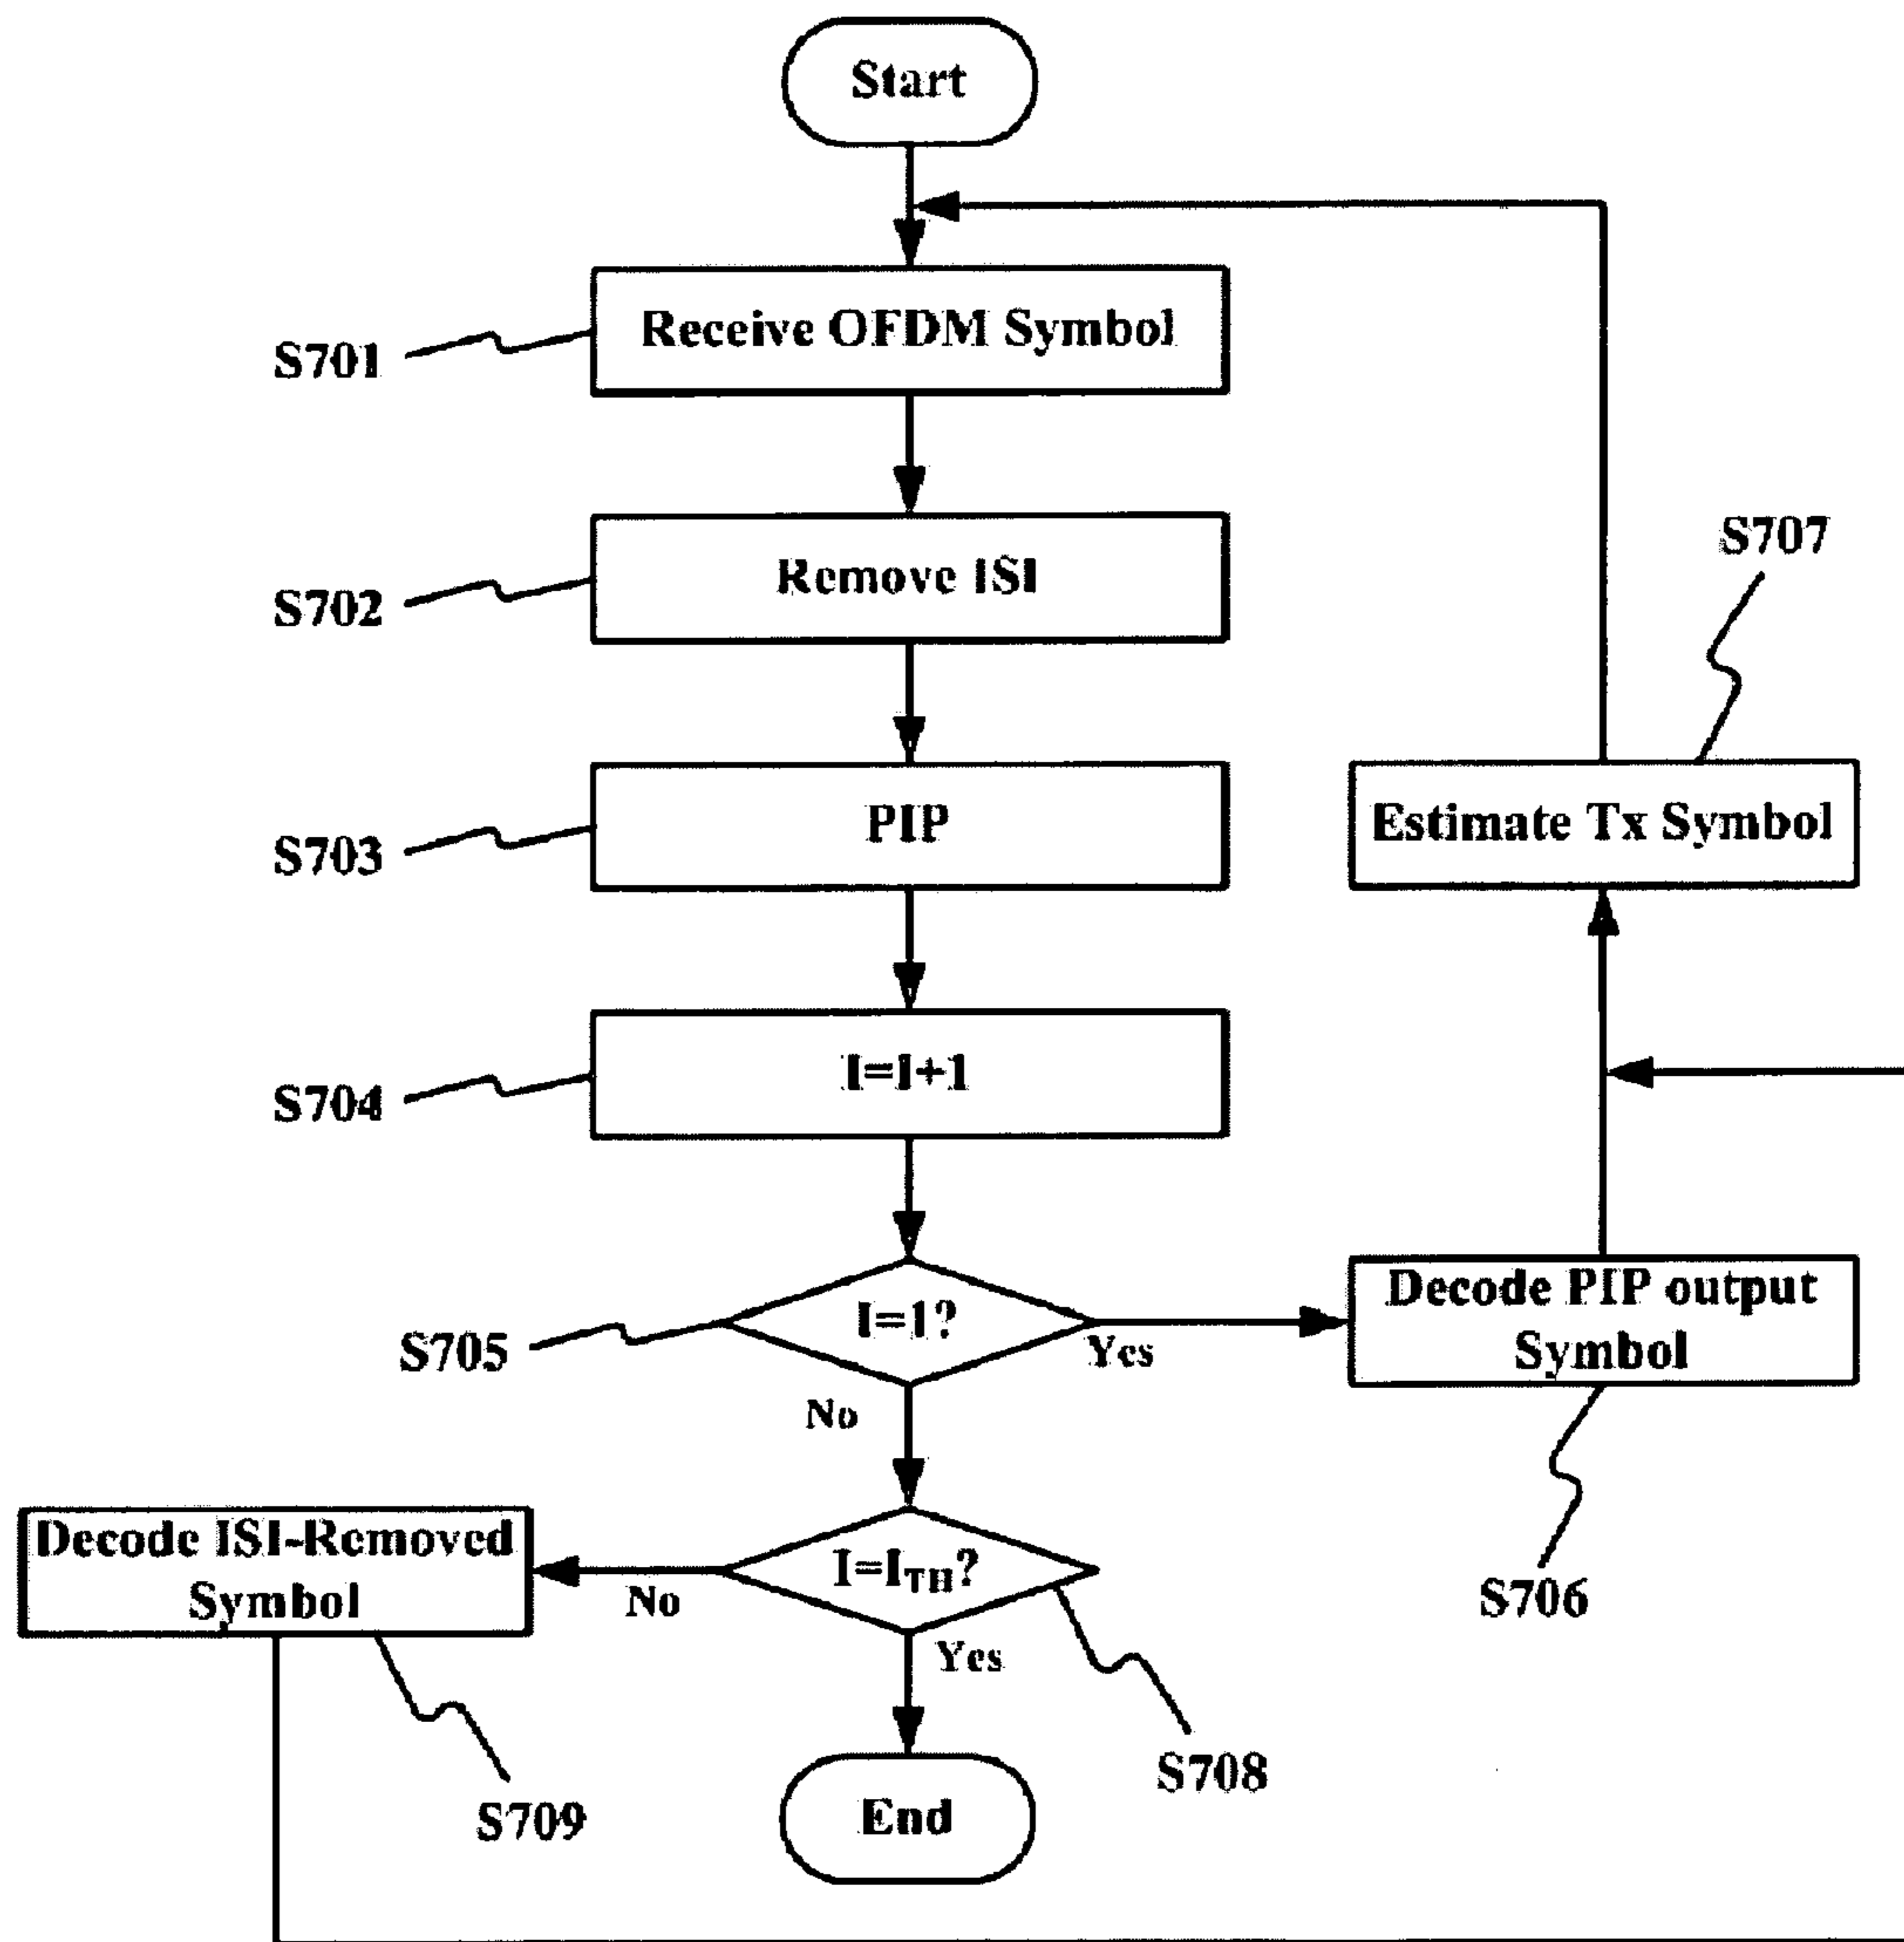 Start
Receive OFDM Symbol
S701
Remove ISI
S702
S707
PIP
S703
Estimate Tx Symbol
I=I+1
S704
I=1?
S705
Yes
Decode PIP output
Symbol
No
Decode ISI-Removed
Symbol
I=I_TH?
No
S706
Yes
S708
S709
End